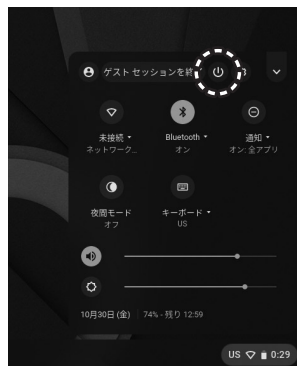 ゲスト セッションを終
未接続
ネットワーク...
Bluetooth
オン
通知
オン: 全アプリ
夜間モード
オフ
キーボード
US
10月30日 (金) 74% - 残り 12:59
US 0:29